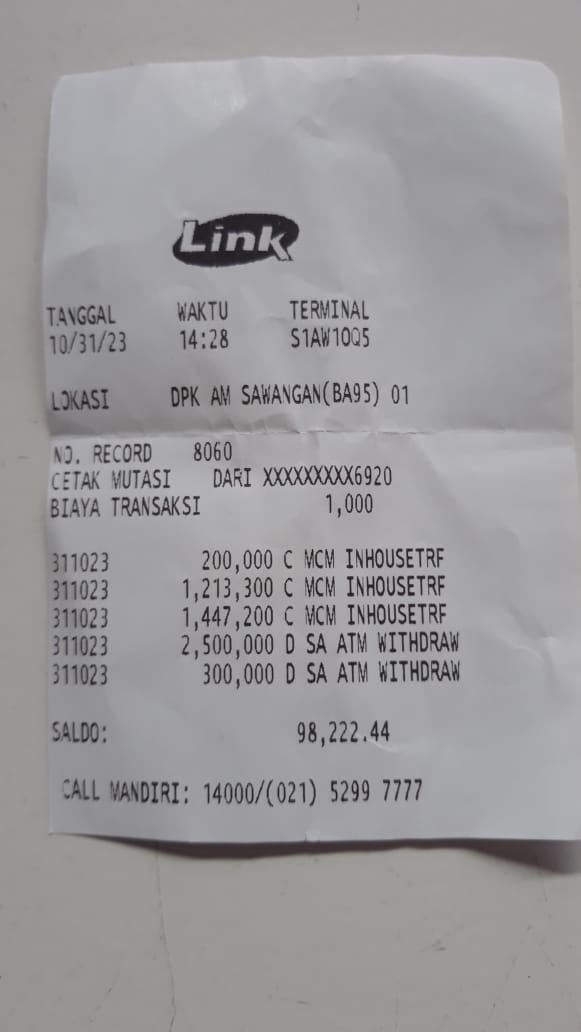 Link
TANGGAL WAKTU TERMINAL
10/31/23 14:28 S1AW10Q5
LOKASI DPK AM SAWANGAN(BA95) 01
NO. RECORD 8060
CETAK MUTASI DARI XXXXXXXXX6920
BIAYA TRANSAKSI 1,000
311023 200,000 C MCM INHOUSETRF
311023 1,213,300 C MCM INHOUSETRF
311023 1,447,200 C MCM INHOUSETRF
311023 2,500,000 D SA ATM WITHDRAW
311023 300,000 D SA ATM WITHDRAW
SALDO: 98,222.44
CALL MANDIRI: 14000/(021) 5299 7777